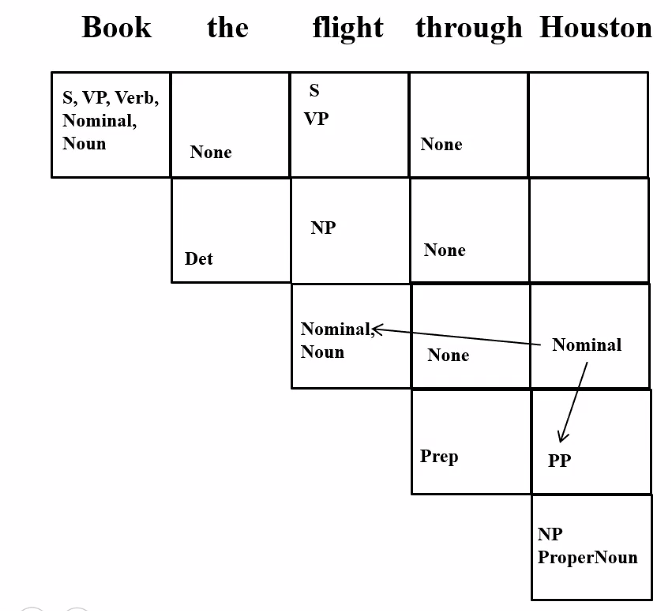 Book the flight through Houston
S, VP, Verb,
Nominal,
Noun
None
S
VP
None
Det
NP
None
Nominal,
Noun
None
Nominal
Prep
PP
NP
ProperNoun